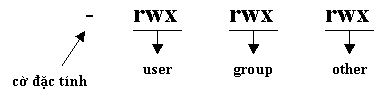 - rwx rwx rwx
user group other
cờ đặc tính